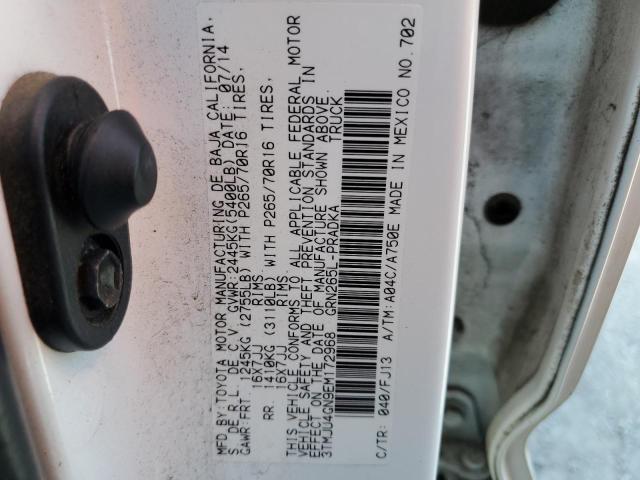 MFD.BY:TOYOTA MOTOR MANUFACTURING DE BAJA CALIFORNIA,
S. DE R.L. DE C.V. GVWR:2445KG(5400LB) DATE: 07/14
GAWR:FRT. 1245KG (2755LB) WITH P265/70R16 TIRES,
16X7JJ RIMS
RR. 1410KG (3110LB) WITH P265/70R16 TIRES,
16X7JJ RIMS
THIS VEHICLE CONFORMS TO ALL APPLICABLE FEDERAL MOTOR
VEHICLE SAFETY AND THEFT PREVENTION STANDARDS IN
EFFECT ON THE DATE OF MANUFACTURE SHOWN ABOVE.
3TMJU4GN9EM172968 GRN265L-PRADKA TRUCK
C/TR: 040/FJ13 A/TM:A04C/A750E MADE IN MEXICO NO.702